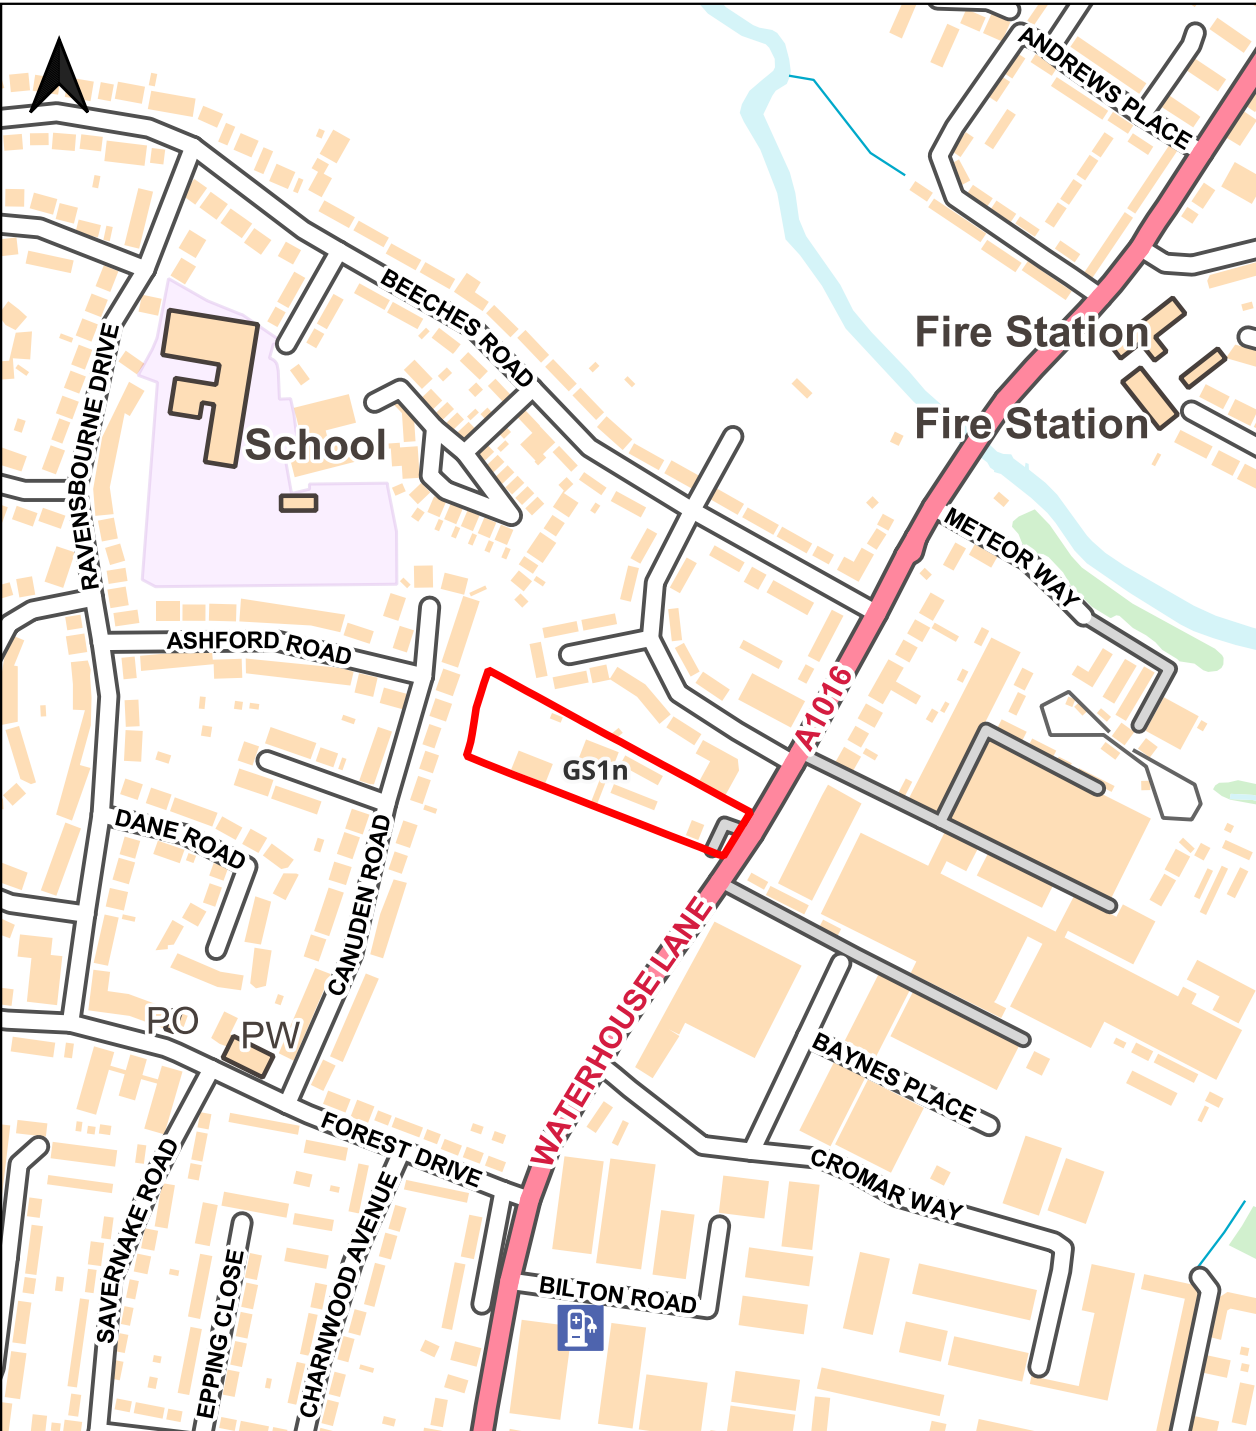 ANDREWS PLACE
BEECHES ROAD
Fire Station
Fire Station
RAVENSBOURNE DRIVE
School
METEOR WAY
ASHFORD ROAD
A1016
GS1n
DANE ROAD
CANUDEN ROAD
WATERHOUSE LANE
PO
PW
BAYNES PLACE
FOREST DRIVE
CROMAR WAY
SAVERNAKE ROAD
CHARNWOOD AVENUE
EPPING CLOSE
BILTON ROAD